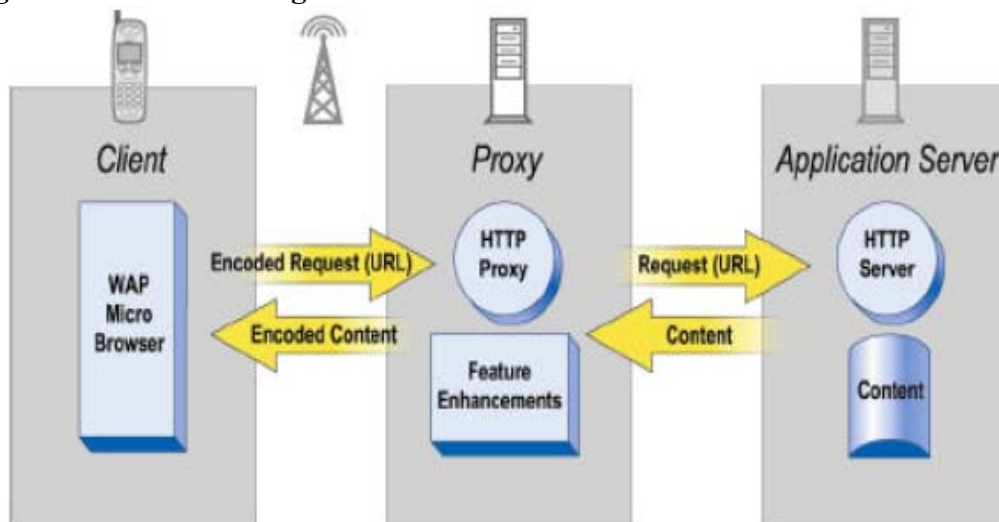 Client
Proxy
Application Server
WAP
Micro
Browser
Encoded Request (URL)
Encoded Content
HTTP
Proxy
Feature
Enhancements
Request (URL)
Content
HTTP
Server
Content